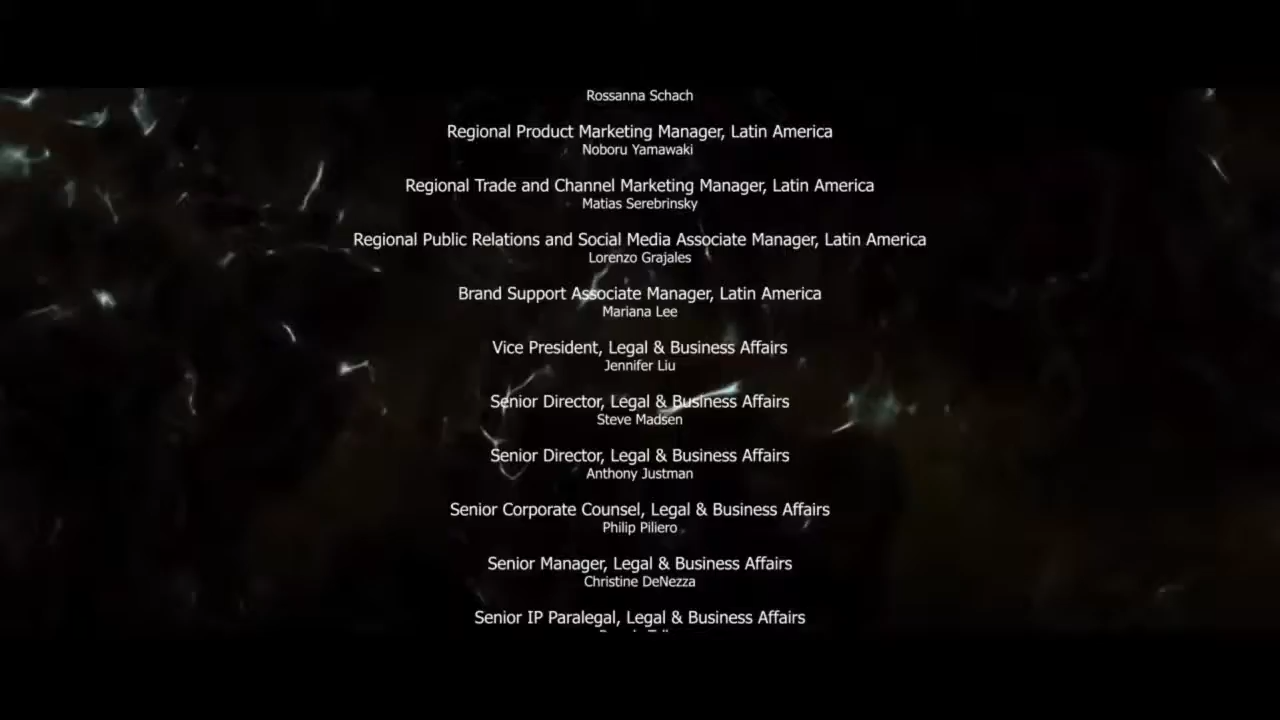 Rossanna Schach
Regional Product Marketing Manager, Latin America
Noboru Yamawaki
Regional Trade and Channel Marketing Manager, Latin America
Matias Serebrinsky
Regional Public Relations and Social Media Associate Manager, Latin America
Lorenzo Grajales
Brand Support Associate Manager, Latin America
Mariana Lee
Vice President, Legal & Business Affairs
Jennifer Liu
Senior Director, Legal & Business Affairs
Steve Madsen
Senior Director, Legal & Business Affairs
Anthony Justman
Senior Corporate Counsel, Legal & Business Affairs
Philip Piliero
Senior Manager, Legal & Business Affairs
Christine DeNezza
Senior IP Paralegal, Legal & Business Affairs